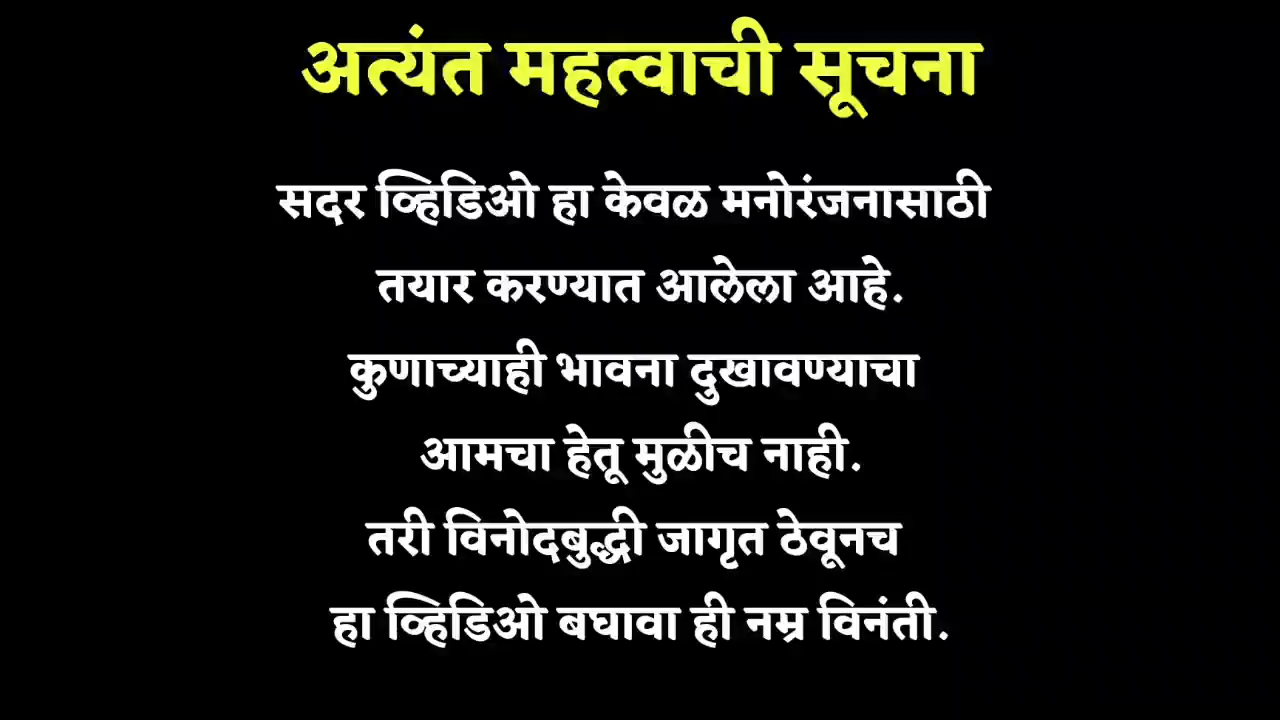 अत्यंत महत्वाची सूचना
सदर व्हिडिओ हा केवळ मनोरंजनासाठी
तयार करण्यात आलेला आहे.
कुणाच्याही भावना दुखावण्याचा
आमचा हेतू मुळीच नाही.
तरी विनोदबुद्धी जागृत ठेवूनच
हा व्हिडिओ बघावा ही नम्र विनंती.